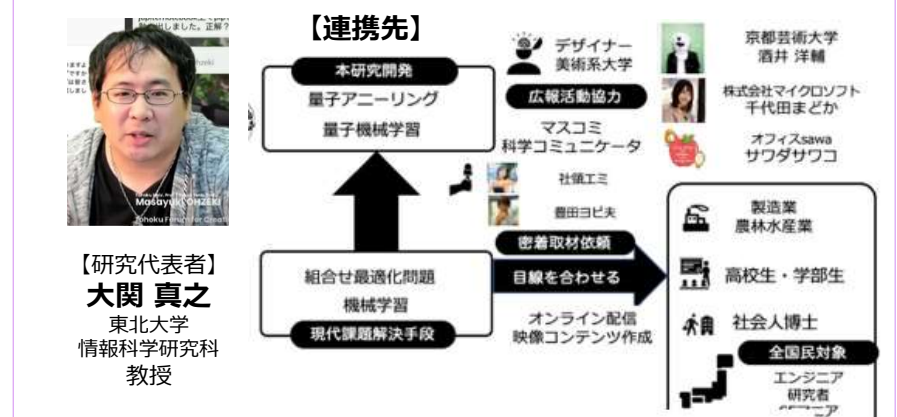 動の出しました。正解？
Masayuki OHZEKI
Tohoku Forum for Creati
【研究代表者】
大関 真之
東北大学
情報科学研究科
教授
【連携先】
本研究開発
量子アニーリング
量子機械学習
組合せ最適化問題
機械学習
現代課題解決手段
デザイナー
美術系大学
広報活動協力
マスコミ
科学コミュニケータ
社領エミ
豊田ヨピ夫
密着取材依頼
目線を合わせる
オンライン配信
映像コンテンツ作成
京都芸術大学
酒井 洋輔
株式会社マイクロソフト
千代田まどか
オフィスsawa
サワダサワコ
製造業
農林水産業
高校生・学部生
社会人博士
全国民対象
エンジニア
研究者